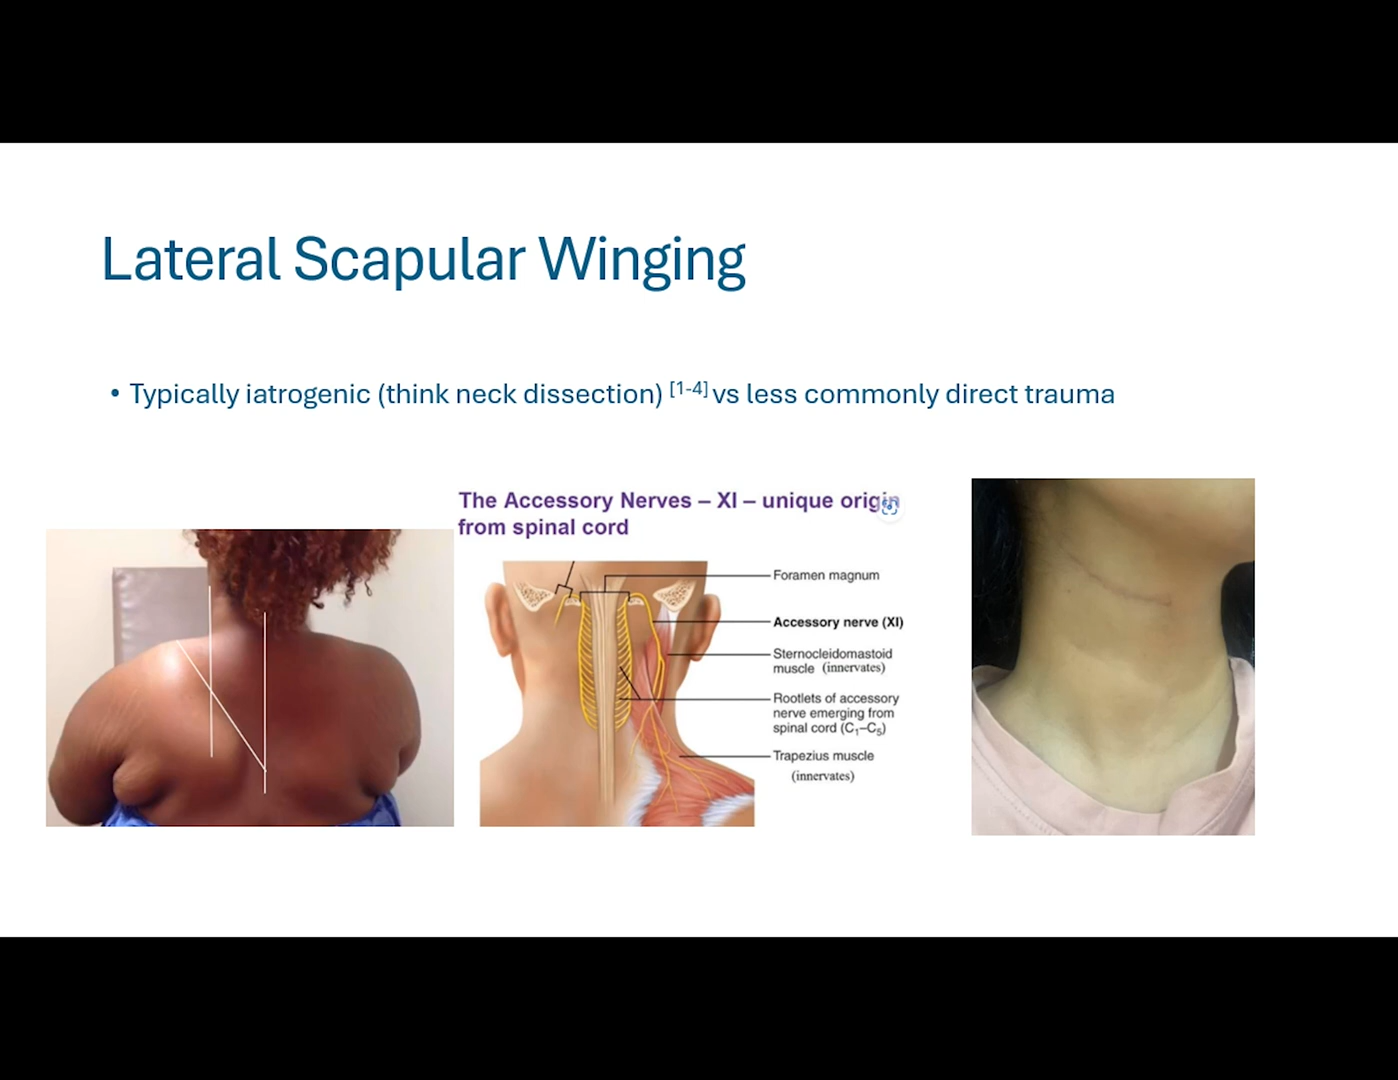 Lateral Scapular Winging
• Typically iatrogenic (think neck dissection) [1-4] vs less commonly direct trauma
The Accessory Nerves – XI – unique origin
from spinal cord
Foramen magnum
Accessory nerve (XI)
Sternocleidomastoid
muscle (innervates)
Rootlets of accessory
nerve emerging from
spinal cord (C₁–C₅)
Trapezius muscle
(innervates)